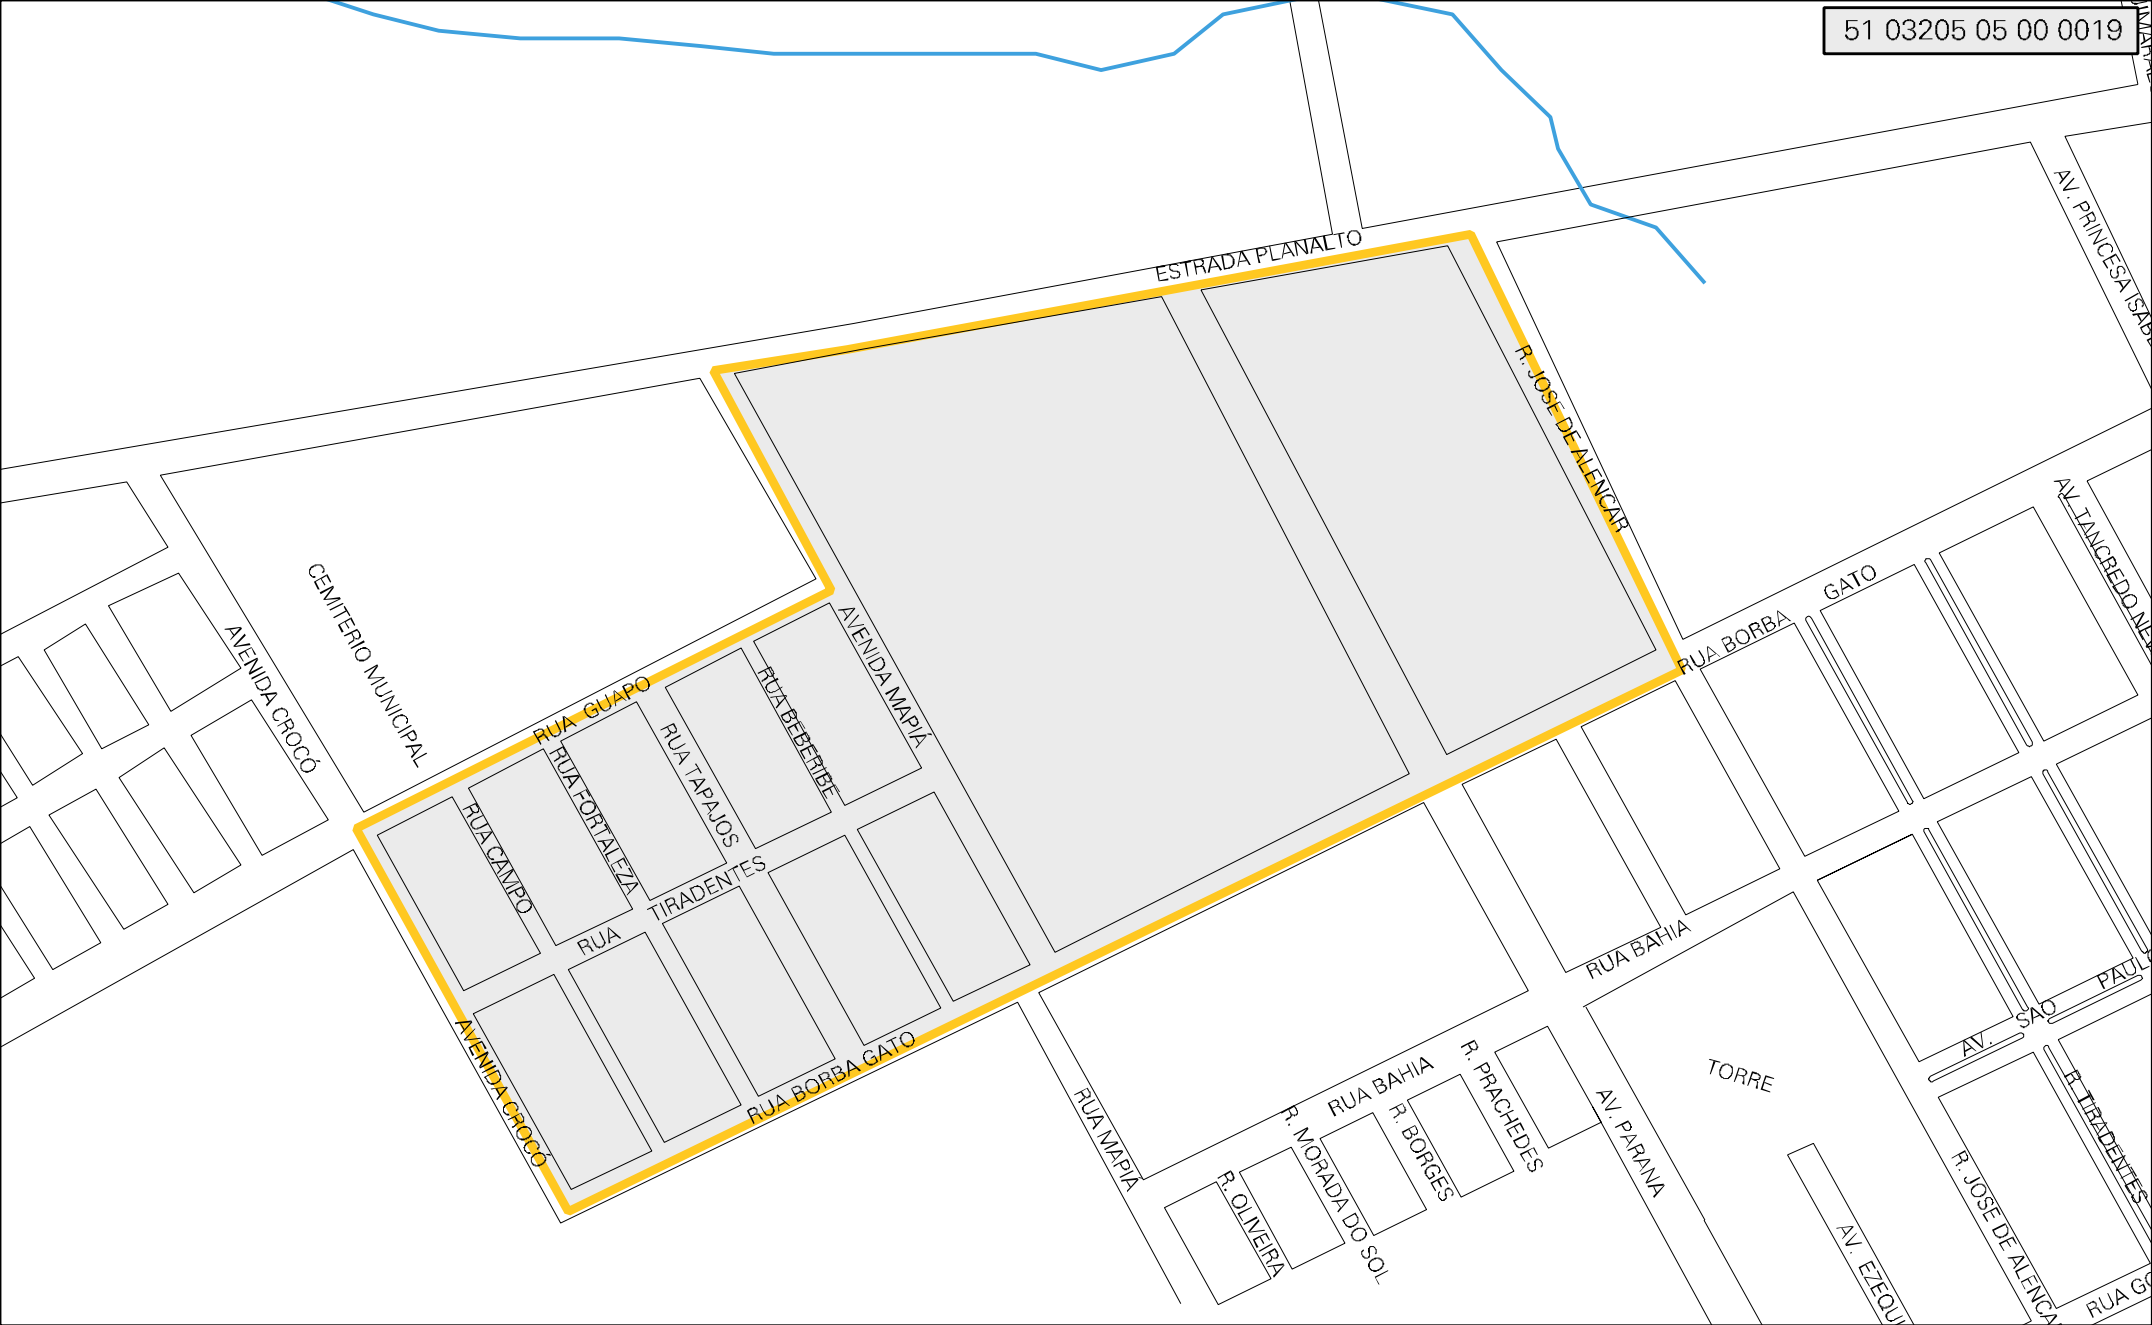 51 03205 05 00 0019
ESTRADA PLANALTO
AV. PRINCESA ISABE
R. JOSE DE ALENCAR
AV. TANCREDO NE
CEMITERIO MUNICIPAL
AVENIDA CROCÓ
RUA BORBA GATO
AVENIDA MAPIÁ
RUA GUAPO
RUA BEBERIBE
RUA TAPAJOS
RUA FORTALEZA
RUA CAMPO
RUA TIRADENTES
AVENIDA CROCÓ
RUA BORBA GATO
RUA BAHIA
AV. SAO PAUL
TORRE
RUA MAPIÁ
RUA BAHIA
R. PRACHEDES
R. BORGES
R. MORADA DO SOL
R. OLIVEIRA
AV. PARANA
R. TIRADENTES
R. JOSE DE ALENCA
AV. EZEQUI
RUA GO